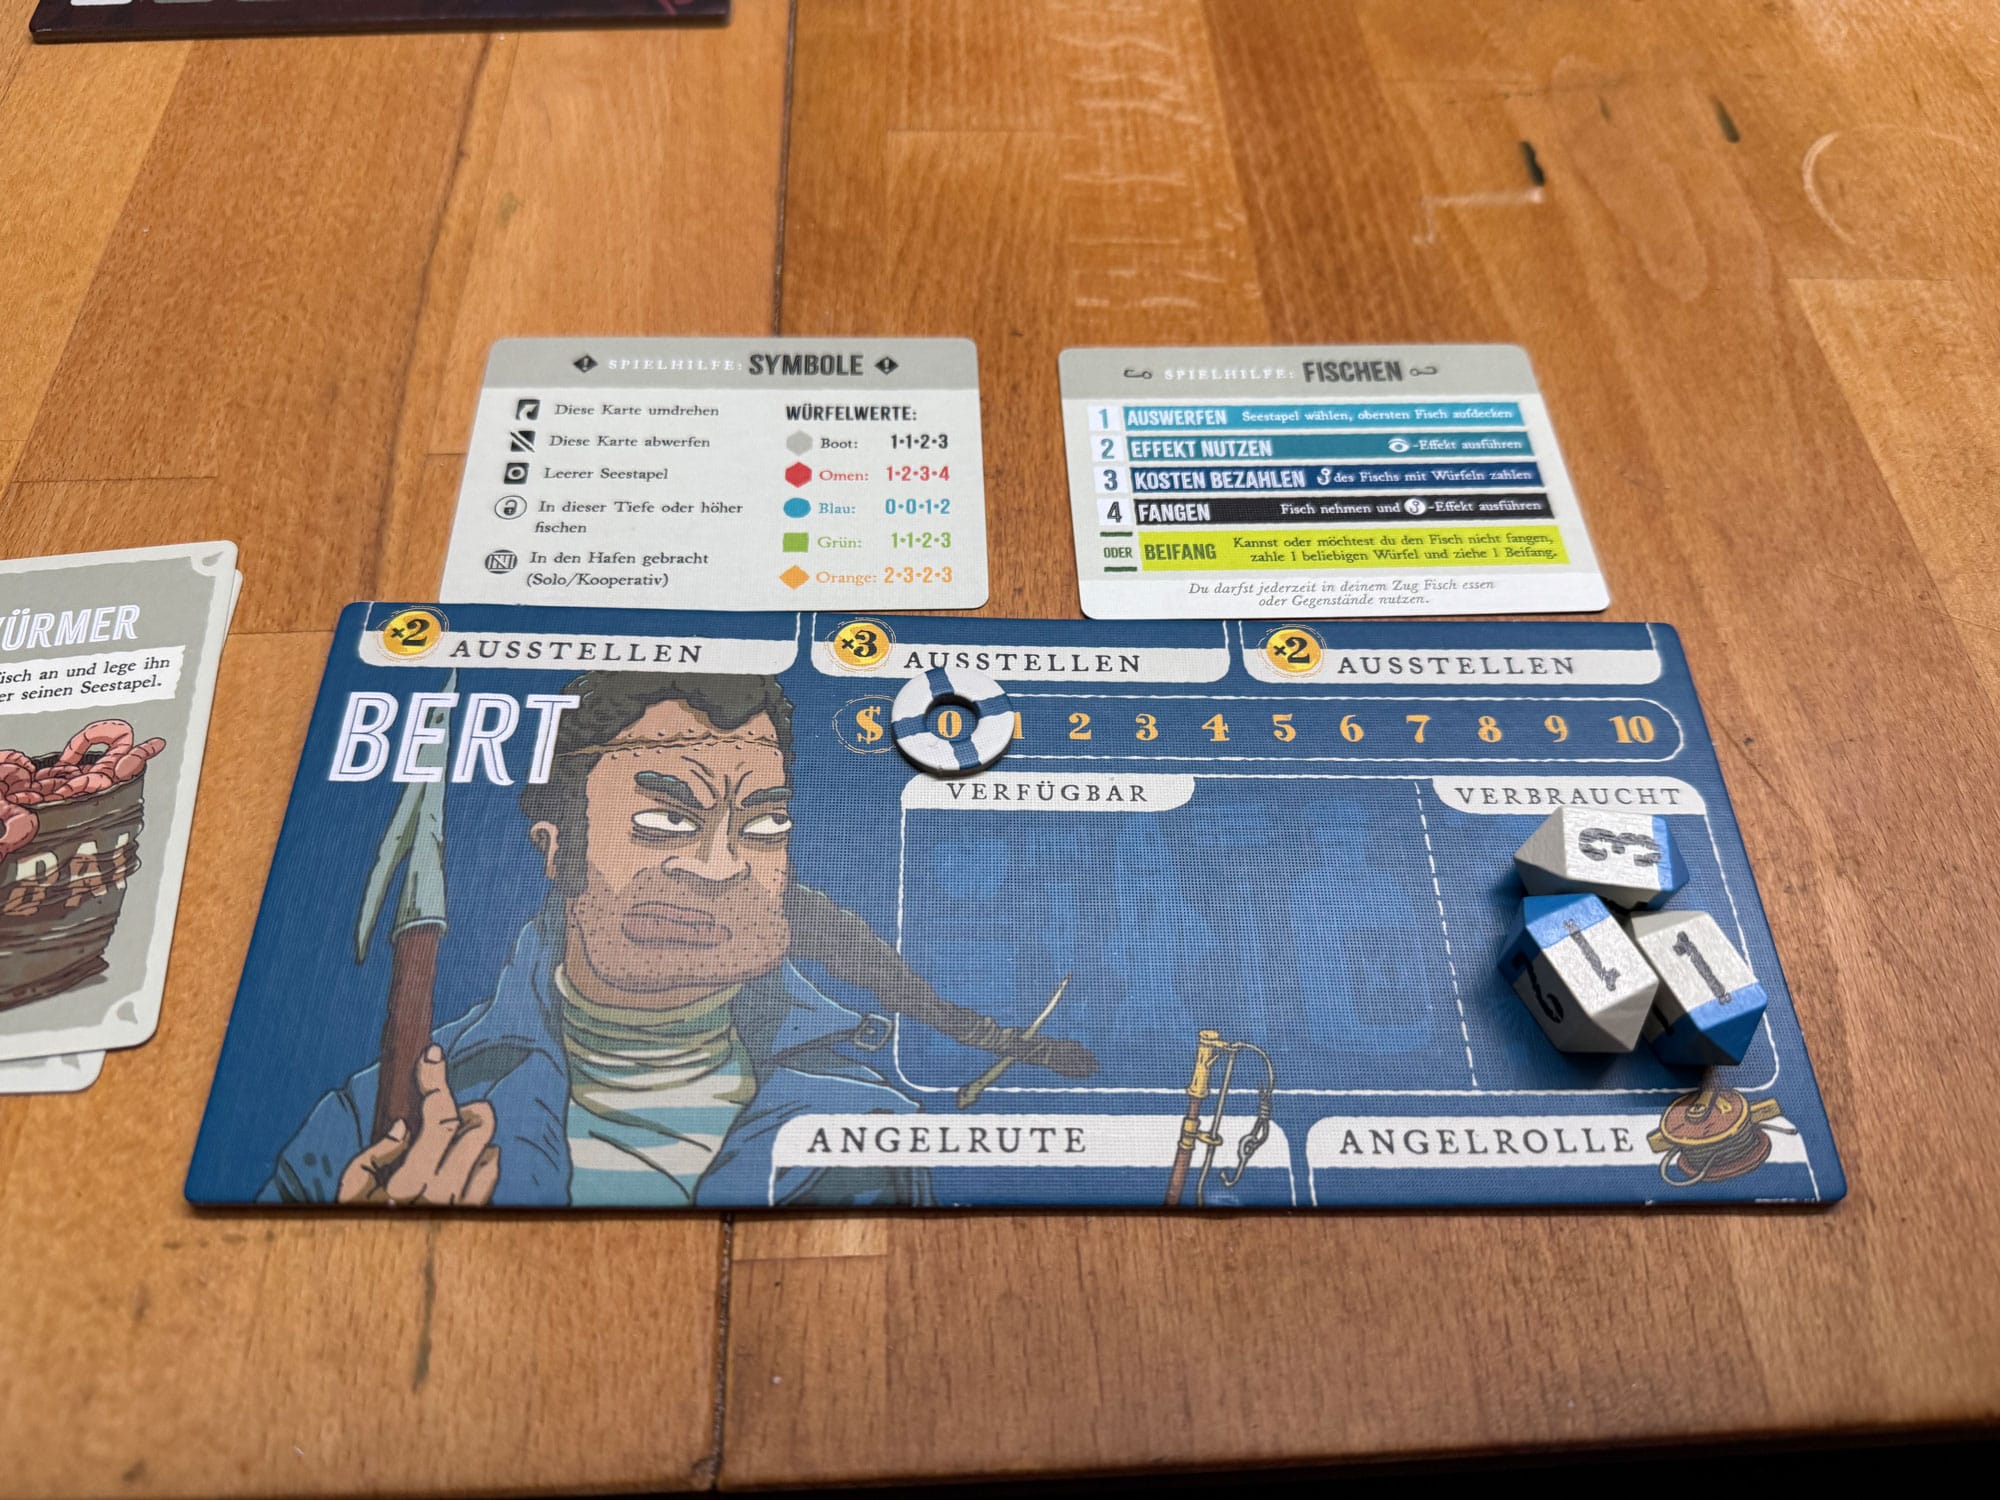 SPIELHILFE: SYMBOLE
Diese Karte umdrehen
Diese Karte abwerfen
Leerer Seestapel
In dieser Tiefe oder höher
fischen
In den Hafen gebracht
(Solo/Kooperativ)
WÜRFELWERTE:
Boot: 1•1•2•3
Omen: 1•2•3•4
Blau: 0•0•1•2
Grün: 1•1•2•3
Orange: 2•3•2•3
SPIELHILFE: FISCHEN
1 AUSWERFEN Seestapel wählen, obersten Fisch aufdecken
2 EFFEKT NUTZEN -Effekt ausführen
3 KOSTEN BEZAHLEN des Fischs mit Würfeln zahlen
4 FANGEN Fisch nehmen und -Effekt ausführen
ODER BEIFANG Kannst oder möchtest du den Fisch nicht fangen,
zahle 1 beliebigen Würfel und ziehe 1 Beifang.
Du darfst jederzeit in deinem Zug Fisch essen
oder Gegenstände nutzen.
ÜRMER
isch an und lege ihn
er seinen Seestapel.
×2 AUSSTELLEN
×3 AUSSTELLEN
×2 AUSSTELLEN
BERT
$ 0 1 2 3 4 5 6 7 8 9 10
VERFÜGBAR
VERBRAUCHT
3
1
2
1
ANGELRUTE
ANGELROLLE